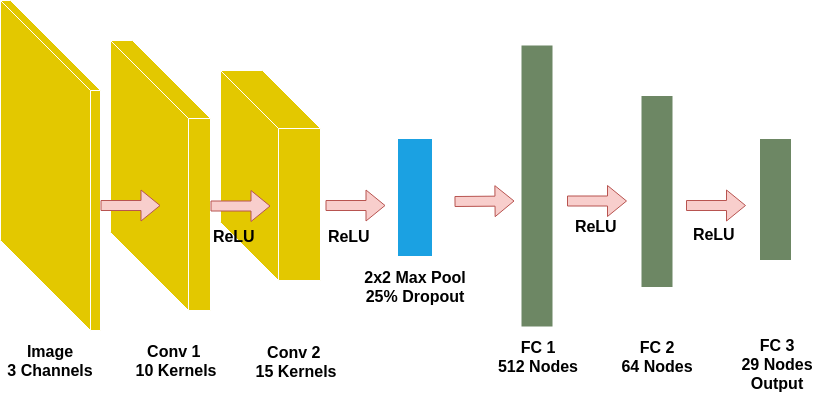 ReLU
ReLU
ReLU
ReLU
2x2 Max Pool
25% Dropout
Image
3 Channels
Conv 1
10 Kernels
Conv 2
15 Kernels
FC 1
512 Nodes
FC 2
64 Nodes
FC 3
29 Nodes
Output